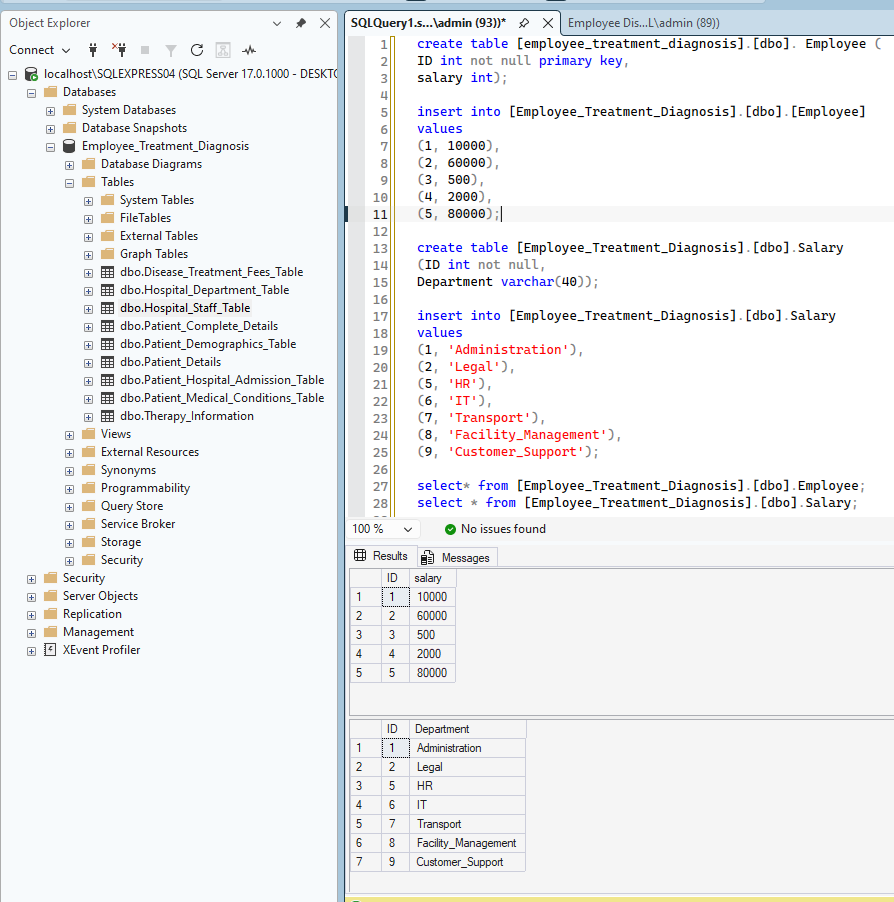 Object Explorer
Connect
localhost\SQLEXPRESS04 (SQL Server 17.0.1000 - DESKTO
Databases
System Databases
Database Snapshots
Employee_Treatment_Diagnosis
Database Diagrams
Tables
System Tables
FileTables
External Tables
Graph Tables
dbo.Disease_Treatment_Fees_Table
dbo.Hospital_Department_Table
dbo.Hospital_Staff_Table
dbo.Patient_Complete_Details
dbo.Patient_Demographics_Table
dbo.Patient_Details
dbo.Patient_Hospital_Admission_Table
dbo.Patient_Medical_Conditions_Table
dbo.Therapy_Information
Views
External Resources
Synonyms
Programmability
Query Store
Service Broker
Storage
Security
Security
Server Objects
Replication
Management
XEvent Profiler
SQLQuery1.s...\admin (93))* Employee Dis...L\admin (89))
1 create table [employee_treatment_diagnosis].[dbo]. Employee (
2 ID int not null primary key,
3 salary int);
4
5 insert into [Employee_Treatment_Diagnosis].[dbo].[Employee]
6 values
7 (1, 10000),
8 (2, 60000),
9 (3, 500),
10 (4, 2000),
11 (5, 80000);
12
13 create table [Employee_Treatment_Diagnosis].[dbo].Salary
14 (ID int not null,
15 Department varchar(40));
16
17 insert into [Employee_Treatment_Diagnosis].[dbo].Salary
18 values
19 (1, 'Administration'),
20 (2, 'Legal'),
21 (5, 'HR'),
22 (6, 'IT'),
23 (7, 'Transport'),
24 (8, 'Facility_Management'),
25 (9, 'Customer_Support');
26
27 select* from [Employee_Treatment_Diagnosis].[dbo].Employee;
28 select * from [Employee_Treatment_Diagnosis].[dbo].Salary;
100 % No issues found
Results Messages
ID salary
1 1 10000
2 2 60000
3 3 500
4 4 2000
5 5 80000
ID Department
1 1 Administration
2 2 Legal
3 5 HR
4 6 IT
5 7 Transport
6 8 Facility_Management
7 9 Customer_Support